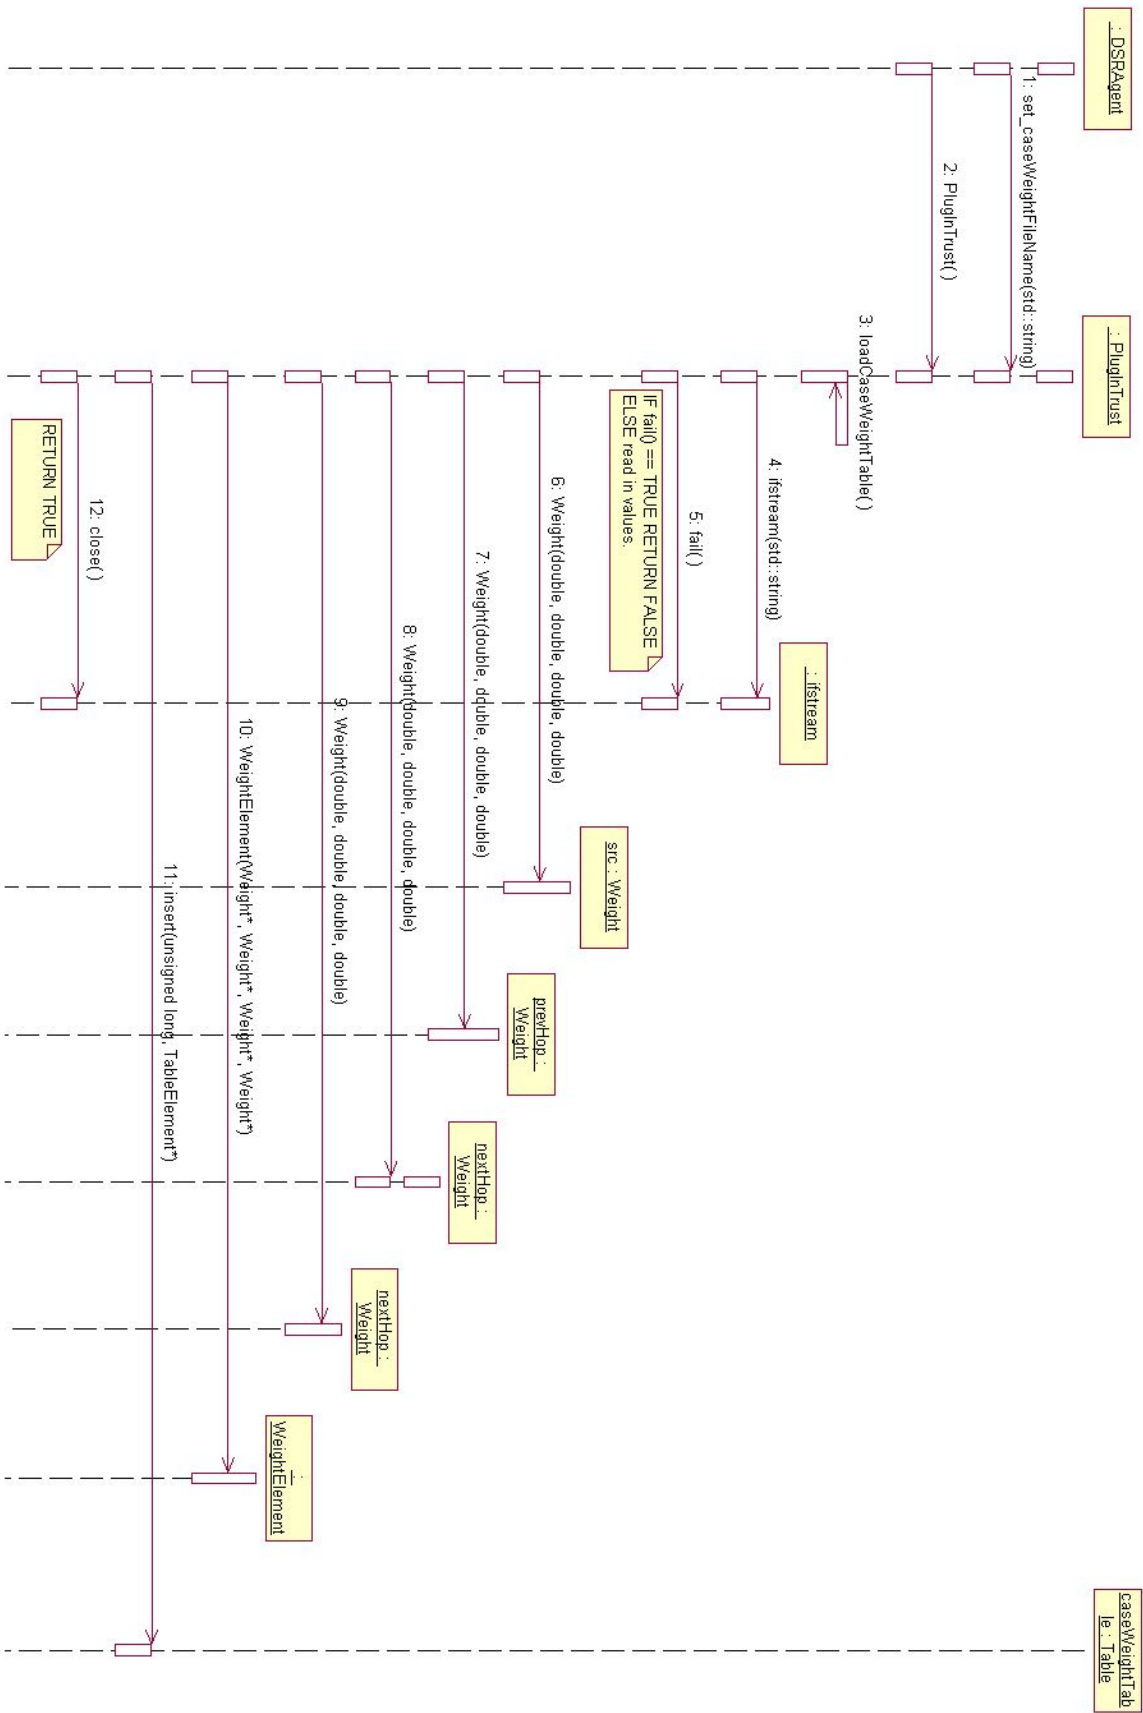 : DSRAgent
: PlugInTrust
caseWeightTab
le : Table
1: set_caseWeightFileName(std::string)
2: PlugInTrust( )
3: loadCaseWeightTable( )
: ifstream
4: ifstream(std::string)
5: fail( )
IF fail() == TRUE RETURN FALSE
ELSE read in values.
src : Weight
6: Weight(double, double, double, double)
prevHop :
Weight
7: Weight(double, double, double, double)
nextHop :
Weight
8: Weight(double, double, double, double)
nextHop :
Weight
9: Weight(double, double, double, double)
:
WeightElement
10: WeightElement(Weight*, Weight*, Weight*, Weight*)
11: insert(unsigned long, TableElement*)
12: close( )
RETURN TRUE